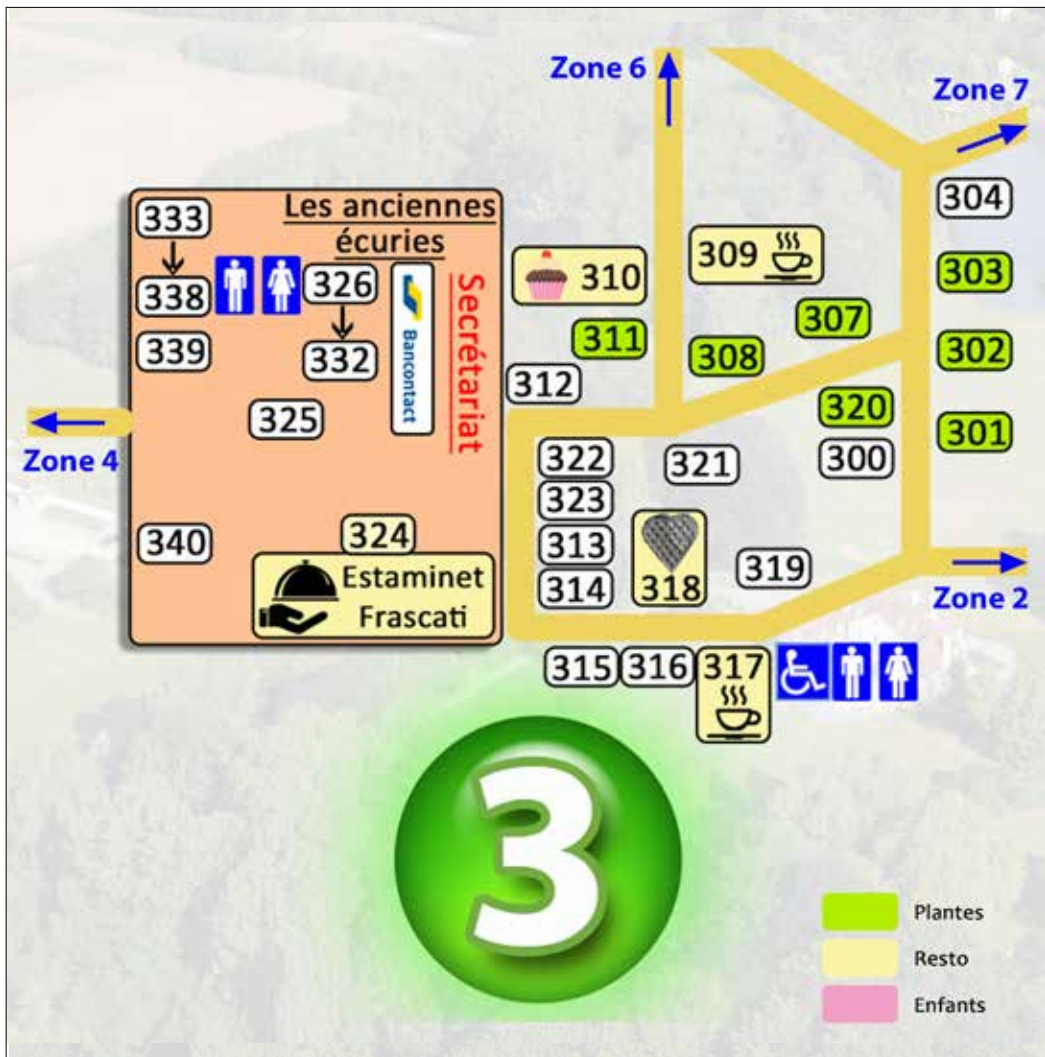 Zone 6
Zone 7
304
333
Les anciennes
écuries
309
303
310
338
326
Secrétariat
Bancontact
307
311
308
302
339
332
312
320
325
301
Zone 4
322
321
300
323
324
313
340
Estaminet
Frascati
318
319
314
Zone 2
315
316
317
3
Plantes
Resto
Enfants